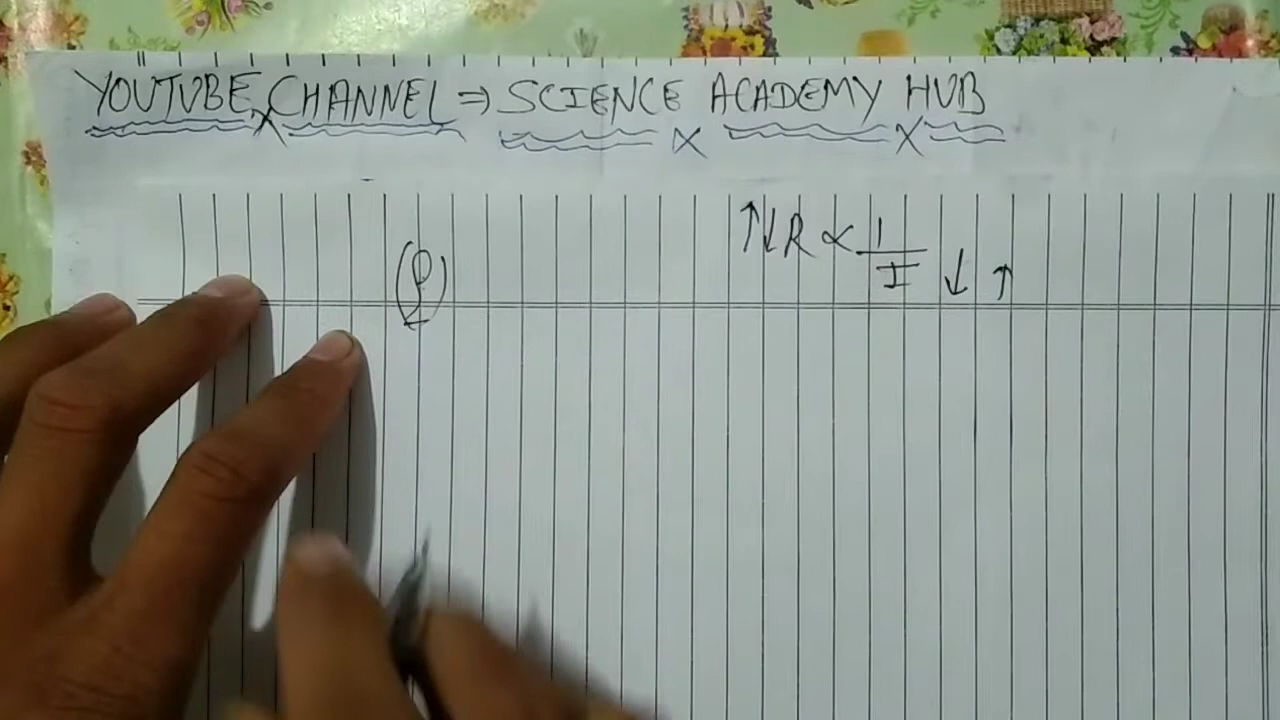 YOUTUBE CHANNEL ⇒ SCIENCE ACADEMY HUB
↑↓ R ∝ 1/I ↓ ↑